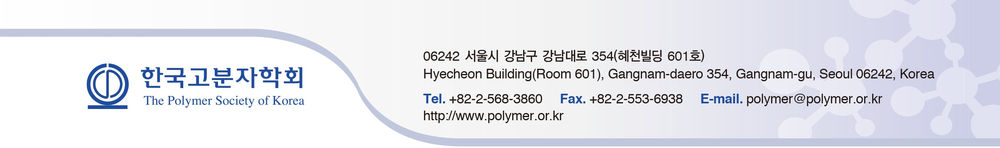 한국고분자학회
The Polymer Society of Korea
06242 서울시 강남구 강남대로 354(혜천빌딩 601호)
Hyecheon Building(Room 601), Gangnam-daero 354, Gangnam-gu, Seoul 06242, Korea
Tel. +82-2-568-3860 Fax. +82-2-553-6938 E-mail. polymer@polymer.or.kr
http://www.polymer.or.kr